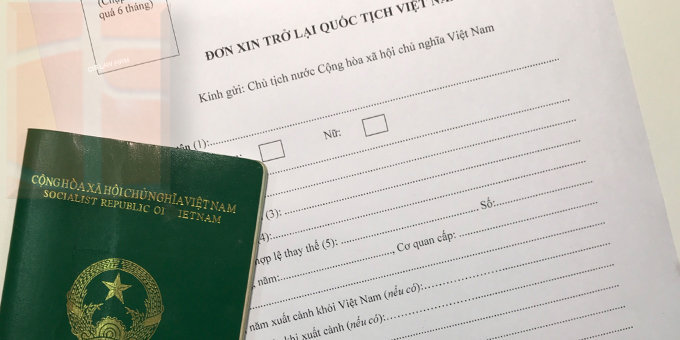 (Chụp
quá 6 tháng)
ĐƠN XIN TRỞ LẠI QUỐC TỊCH VIỆT
Kính gửi: Chủ tịch nước Cộng hòa xã hội chủ nghĩa Việt Nam
(1):
Nữ:
(3):
(4):
hợp lệ thay thế (5): Số:
năm: , Cơ quan cấp:
năm xuất cảnh khỏi Việt Nam (nếu có):
khi xuất cảnh (nếu có):
CỘNG HÒA XÃ HỘI CHỦ NGHĨA VIỆT NAM
SOCIALIST REPUBLIC OF IETNAM